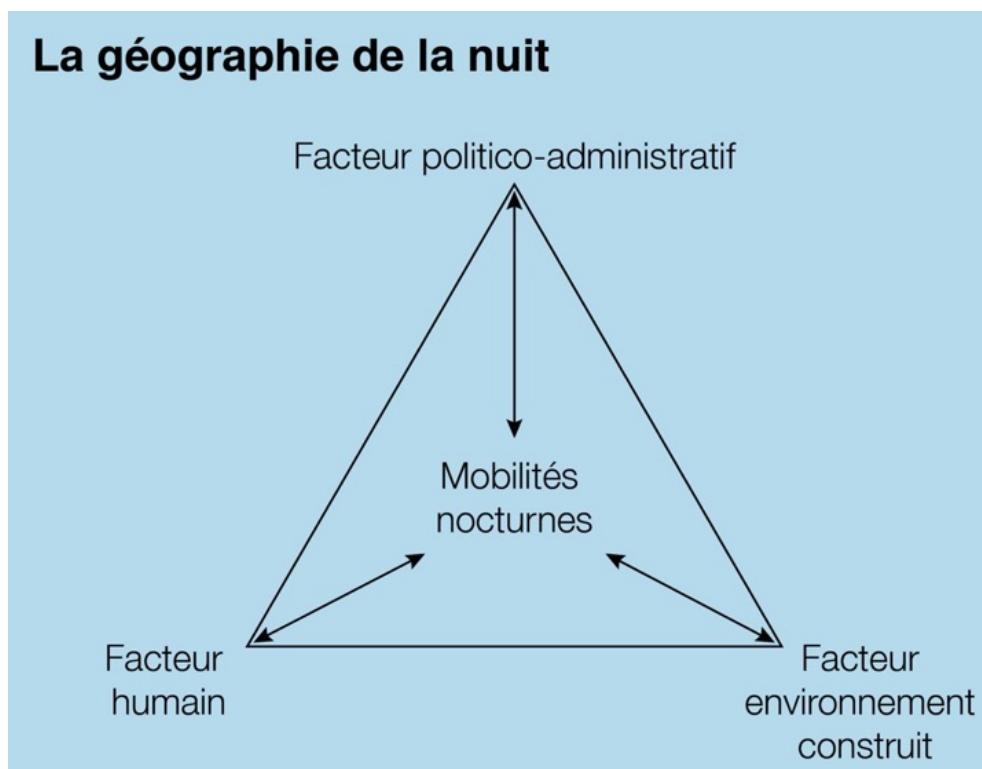 La géographie de la nuit
Facteur politico-administratif
Mobilités
nocturnes
Facteur
humain
Facteur
environnement
construit